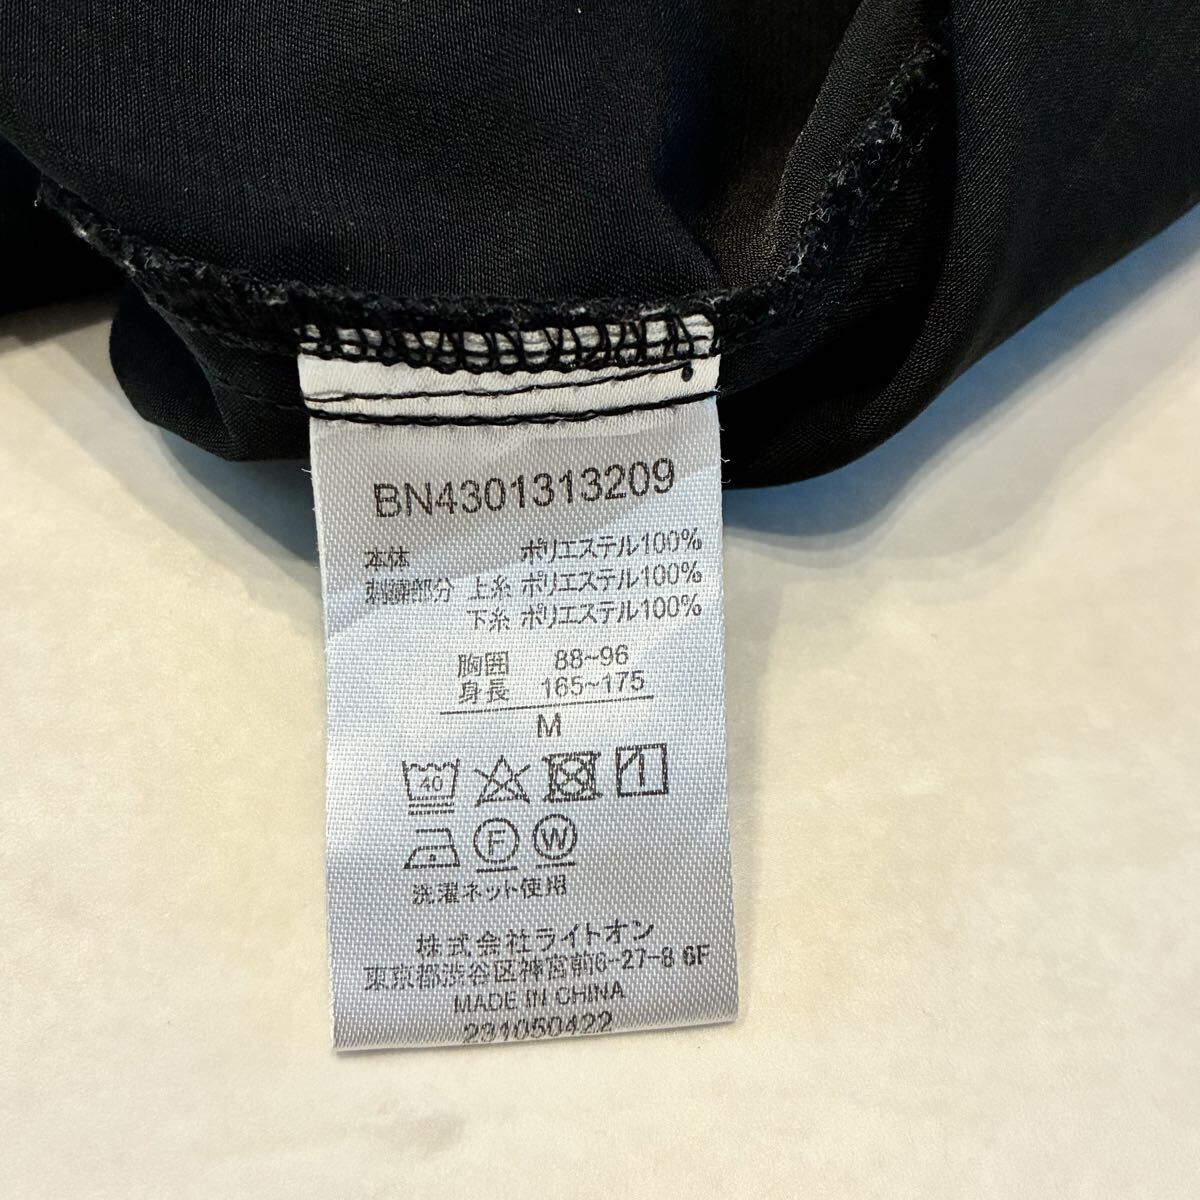 BN4301313209
本体 ポリエステル100%
刺繍部分 上糸 ポリエステル100%
下糸 ポリエステル100%
胸囲 88~96
身長 165~175
M
40
F W
洗濯ネット使用
株式会社ライトオン
東京都渋谷区神宮前6-27-8 6F
MADE IN CHINA
231050422